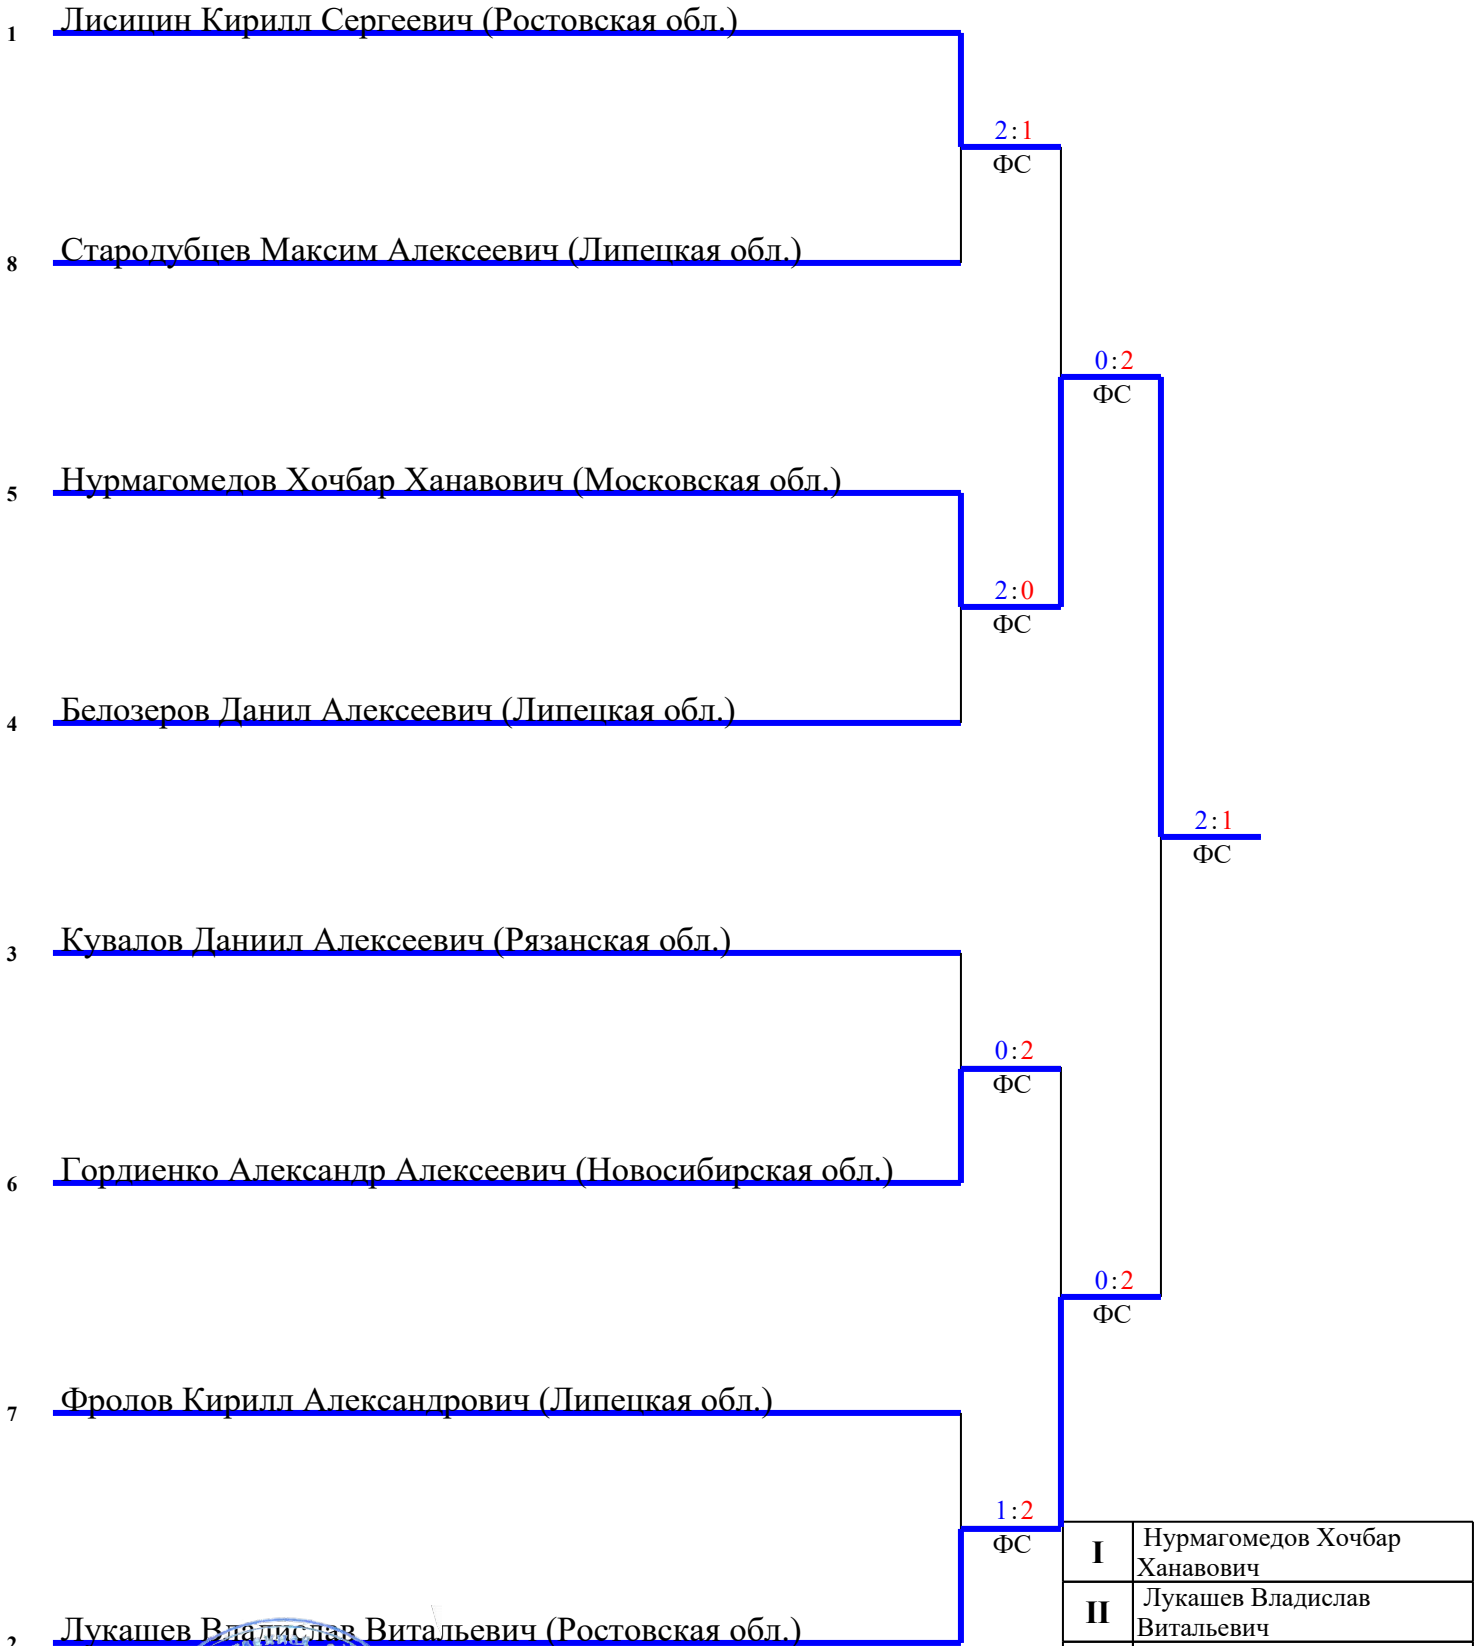 1 Лисицин Кирилл Сергеевич (Ростовская обл.)
2:1
ФС
8 Стародубцев Максим Алексеевич (Липецкая обл.)
0:2
ФС
5 Нурмагомедов Хочбар Ханавович (Московская обл.)
2:0
ФС
4 Белозеров Данил Алексеевич (Липецкая обл.)
2:1
ФС
3 Кувалов Даниил Алексеевич (Рязанская обл.)
0:2
ФС
6 Гордиенко Александр Алексеевич (Новосибирская обл.)
0:2
ФС
7 Фролов Кирилл Александрович (Липецкая обл.)
1:2
ФС
I Нурмагомедов Хочбар
Ханавович
II Лукашев Владислав
Витальевич
2 Лукашев Владислав Витальевич (Ростовская обл.)